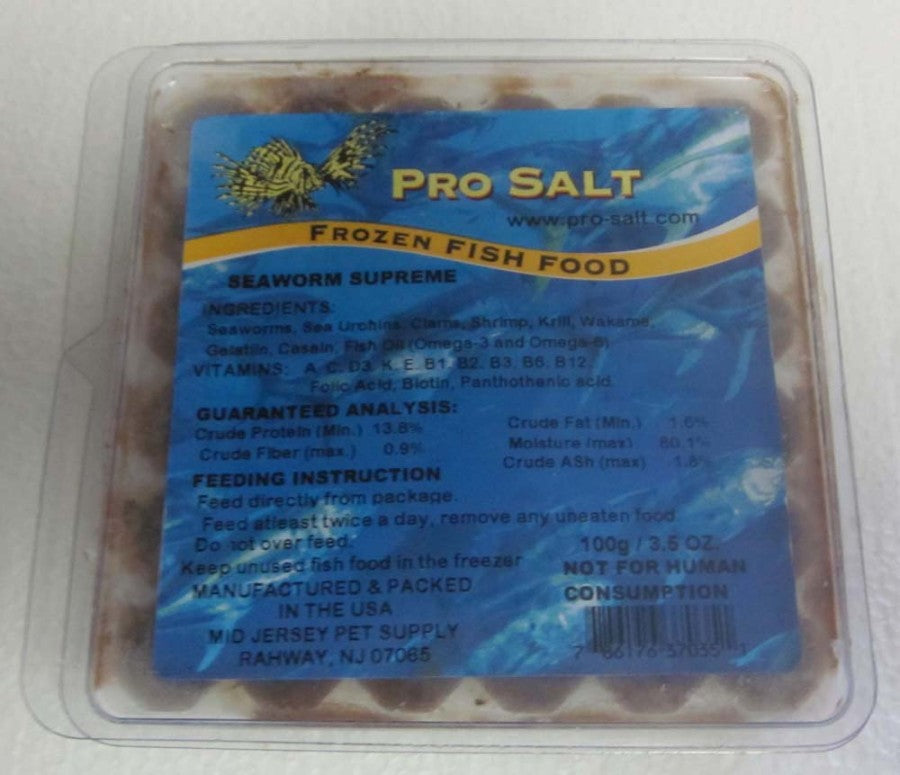 PRO SALT
www.pro-salt.com
FROZEN FISH FOOD
SEAWORM SUPREME
INGREDIENTS:
Seaworms, Sea Urchins, Clams, Shrimp, Krill, Wakame,
Gelatin, Casein, Fish Oil (Omega-3 and Omega-6)
VITAMINS: A, C, D3, K, E, B1, B2, B3, B6, B12,
Folic Acid, Biotin, Panthothenic acid.
GUARANTEED ANALYSIS:
Crude Protein (Min.) 13.8%
Crude Fiber (max.) 0.9%
Crude Fat (Min.) 1.6%
Moisture (max) 80.1%
Crude ASh (max) 1.8%
FEEDING INSTRUCTION
Feed directly from package.
Feed atleast twice a day, remove any uneaten food
Do not over feed.
Keep unused fish food in the freezer
100g / 3.5 OZ.
NOT FOR HUMAN
CONSUMPTION
MANUFACTURED & PACKED
IN THE USA
MID JERSEY PET SUPPLY
RAHWAY, NJ 07065
7 86176 37035 1